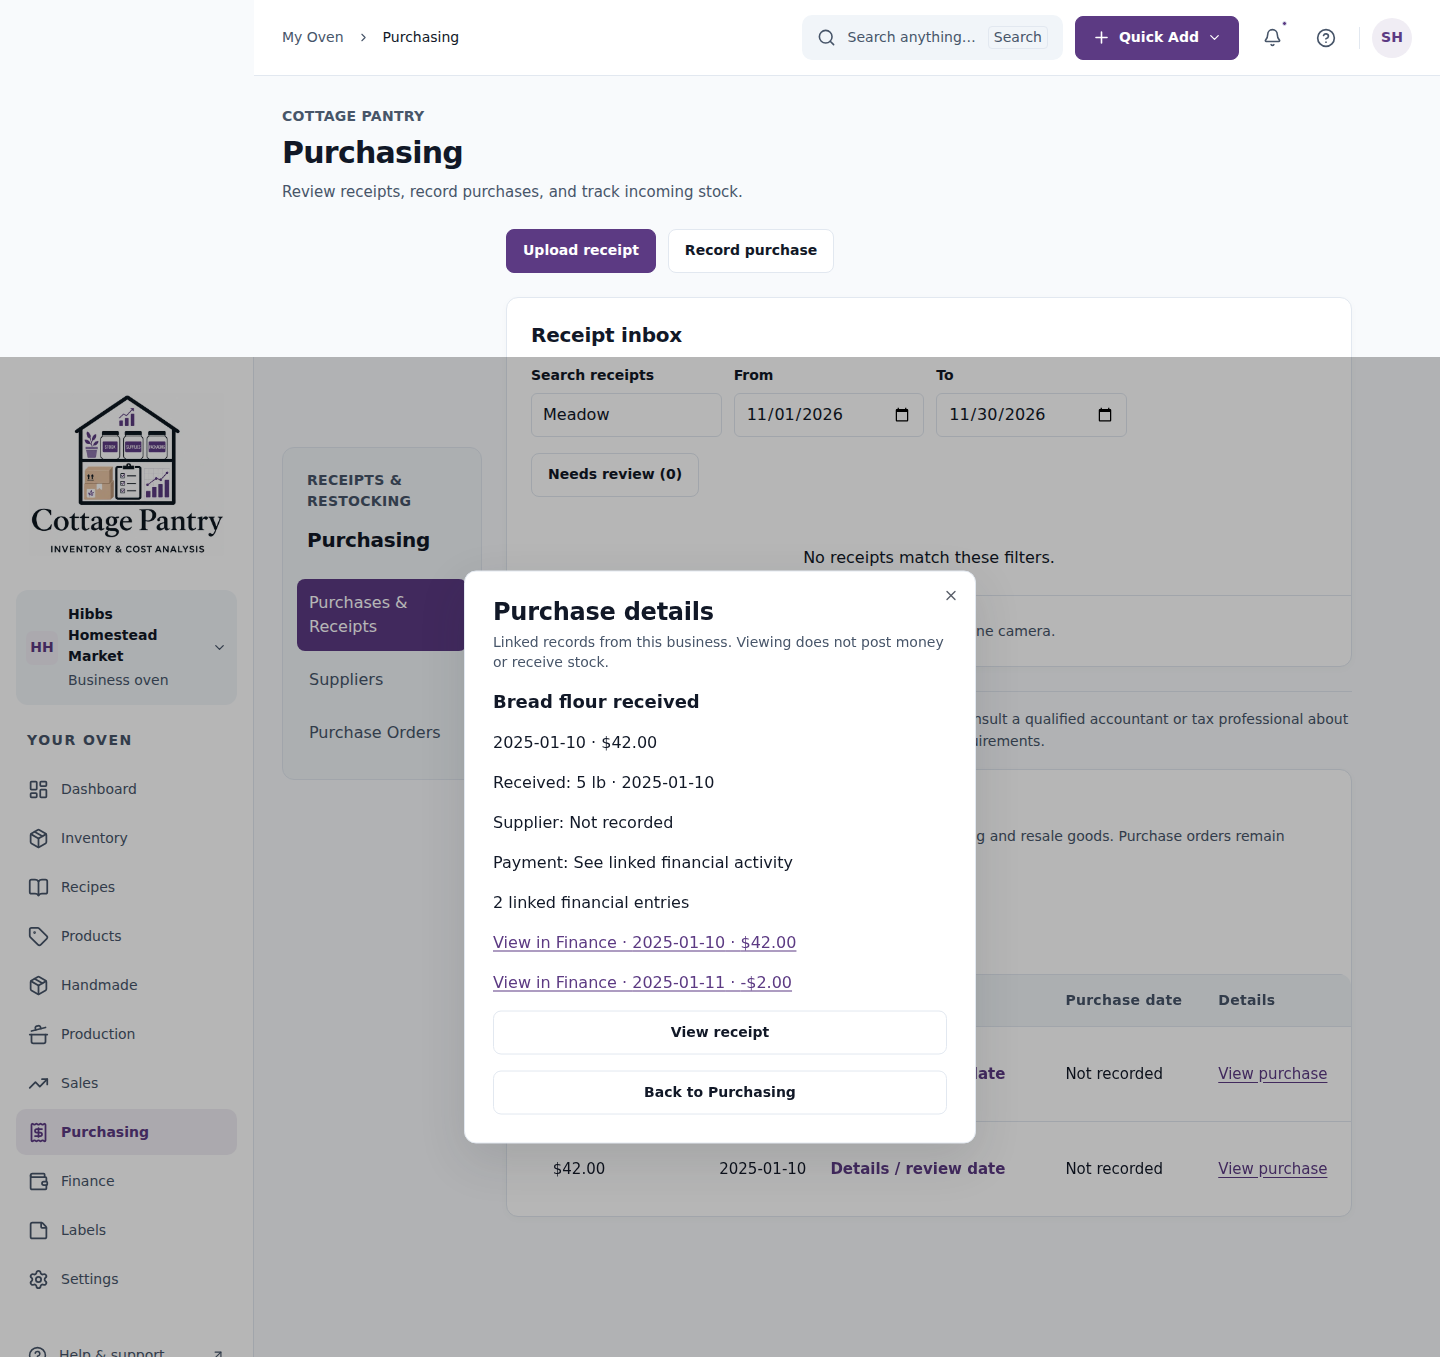 My Oven > Purchasing
Search anything... Search
Quick Add
SH
COTTAGE PANTRY
Purchasing
Review receipts, record purchases, and track incoming stock.
Upload receipt
Record purchase
Receipt inbox
Search receipts From To
Meadow 11/01/2026 11/30/2026
Needs review (0)
No receipts match these filters.
ne camera.
Cottage Pantry
INVENTORY & COST ANALYSIS
HH
Hibbs
Homestead
Market
Business oven
YOUR OVEN
Dashboard
Inventory
Recipes
Products
Handmade
Production
Sales
Purchasing
Finance
Labels
Settings
Help & support
RECEIPTS &
RESTOCKING
Purchasing
Purchases &
Receipts
Suppliers
Purchase Orders
Purchase details
Linked records from this business. Viewing does not post money
or receive stock.
Bread flour received
2025-01-10 · $42.00
Received: 5 lb · 2025-01-10
Supplier: Not recorded
Payment: See linked financial activity
2 linked financial entries
View in Finance · 2025-01-10 · $42.00
View in Finance · 2025-01-11 · -$2.00
View receipt
Back to Purchasing
nsult a qualified accountant or tax professional about
uirements.
g and resale goods. Purchase orders remain
Purchase date Details
late Not recorded View purchase
$42.00 2025-01-10 Details / review date Not recorded View purchase